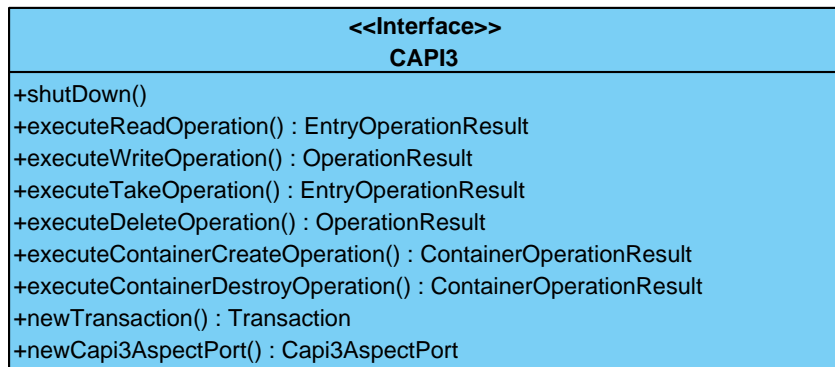 <<Interface>>
CAPI3
+shutDown()
+executeReadOperation() : EntryOperationResult
+executeWriteOperation() : OperationResult
+executeTakeOperation() : EntryOperationResult
+executeDeleteOperation() : OperationResult
+executeContainerCreateOperation() : ContainerOperationResult
+executeContainerDestroyOperation() : ContainerOperationResult
+newTransaction() : Transaction
+newCapi3AspectPort() : Capi3AspectPort